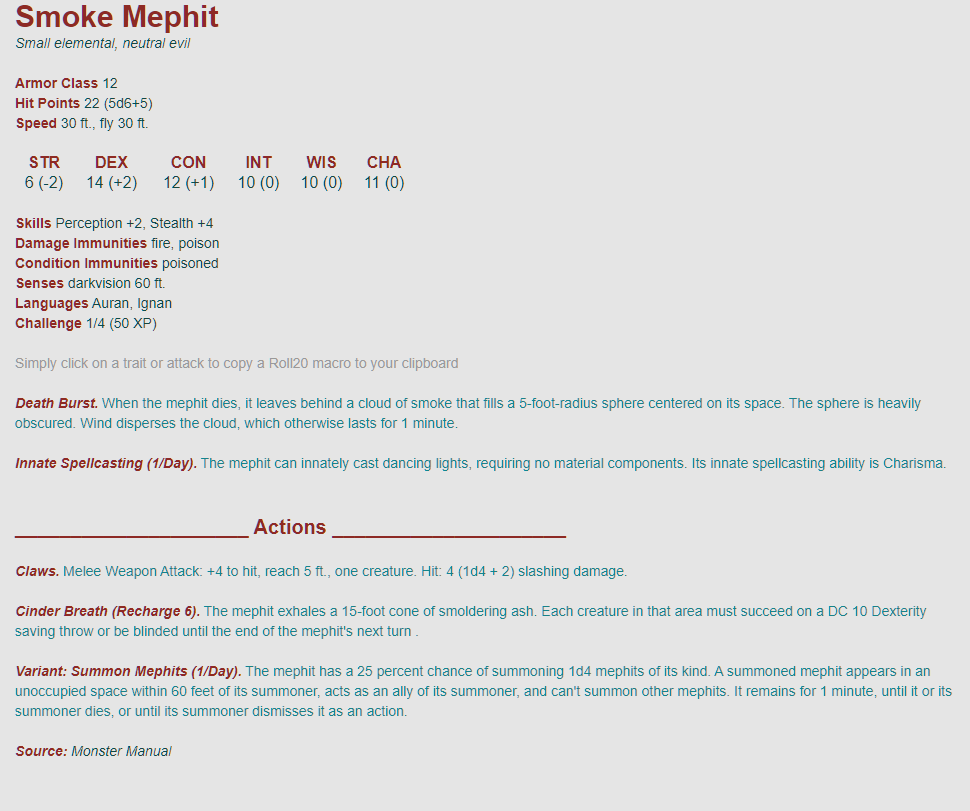 Smoke Mephit
Small elemental, neutral evil
Armor Class 12
Hit Points 22 (5d6+5)
Speed 30 ft., fly 30 ft.
STR DEX CON INT WIS CHA
6 (-2) 14 (+2) 12 (+1) 10 (0) 10 (0) 11 (0)
Skills Perception +2, Stealth +4
Damage Immunities fire, poison
Condition Immunities poisoned
Senses darkvision 60 ft.
Languages Auran, Ignan
Challenge 1/4 (50 XP)
Simply click on a trait or attack to copy a Roll20 macro to your clipboard
Death Burst. When the mephit dies, it leaves behind a cloud of smoke that fills a 5-foot-radius sphere centered on its space. The sphere is heavily
obscured. Wind disperses the cloud, which otherwise lasts for 1 minute.
Innate Spellcasting (1/Day). The mephit can innately cast dancing lights, requiring no material components. Its innate spellcasting ability is Charisma.
_____________________ Actions _____________________
Claws. Melee Weapon Attack: +4 to hit, reach 5 ft., one creature. Hit: 4 (1d4 + 2) slashing damage.
Cinder Breath (Recharge 6). The mephit exhales a 15-foot cone of smoldering ash. Each creature in that area must succeed on a DC 10 Dexterity
saving throw or be blinded until the end of the mephit's next turn .
Variant: Summon Mephits (1/Day). The mephit has a 25 percent chance of summoning 1d4 mephits of its kind. A summoned mephit appears in an
unoccupied space within 60 feet of its summoner, acts as an ally of its summoner, and can't summon other mephits. It remains for 1 minute, until it or its
summoner dies, or until its summoner dismisses it as an action.
Source: Monster Manual